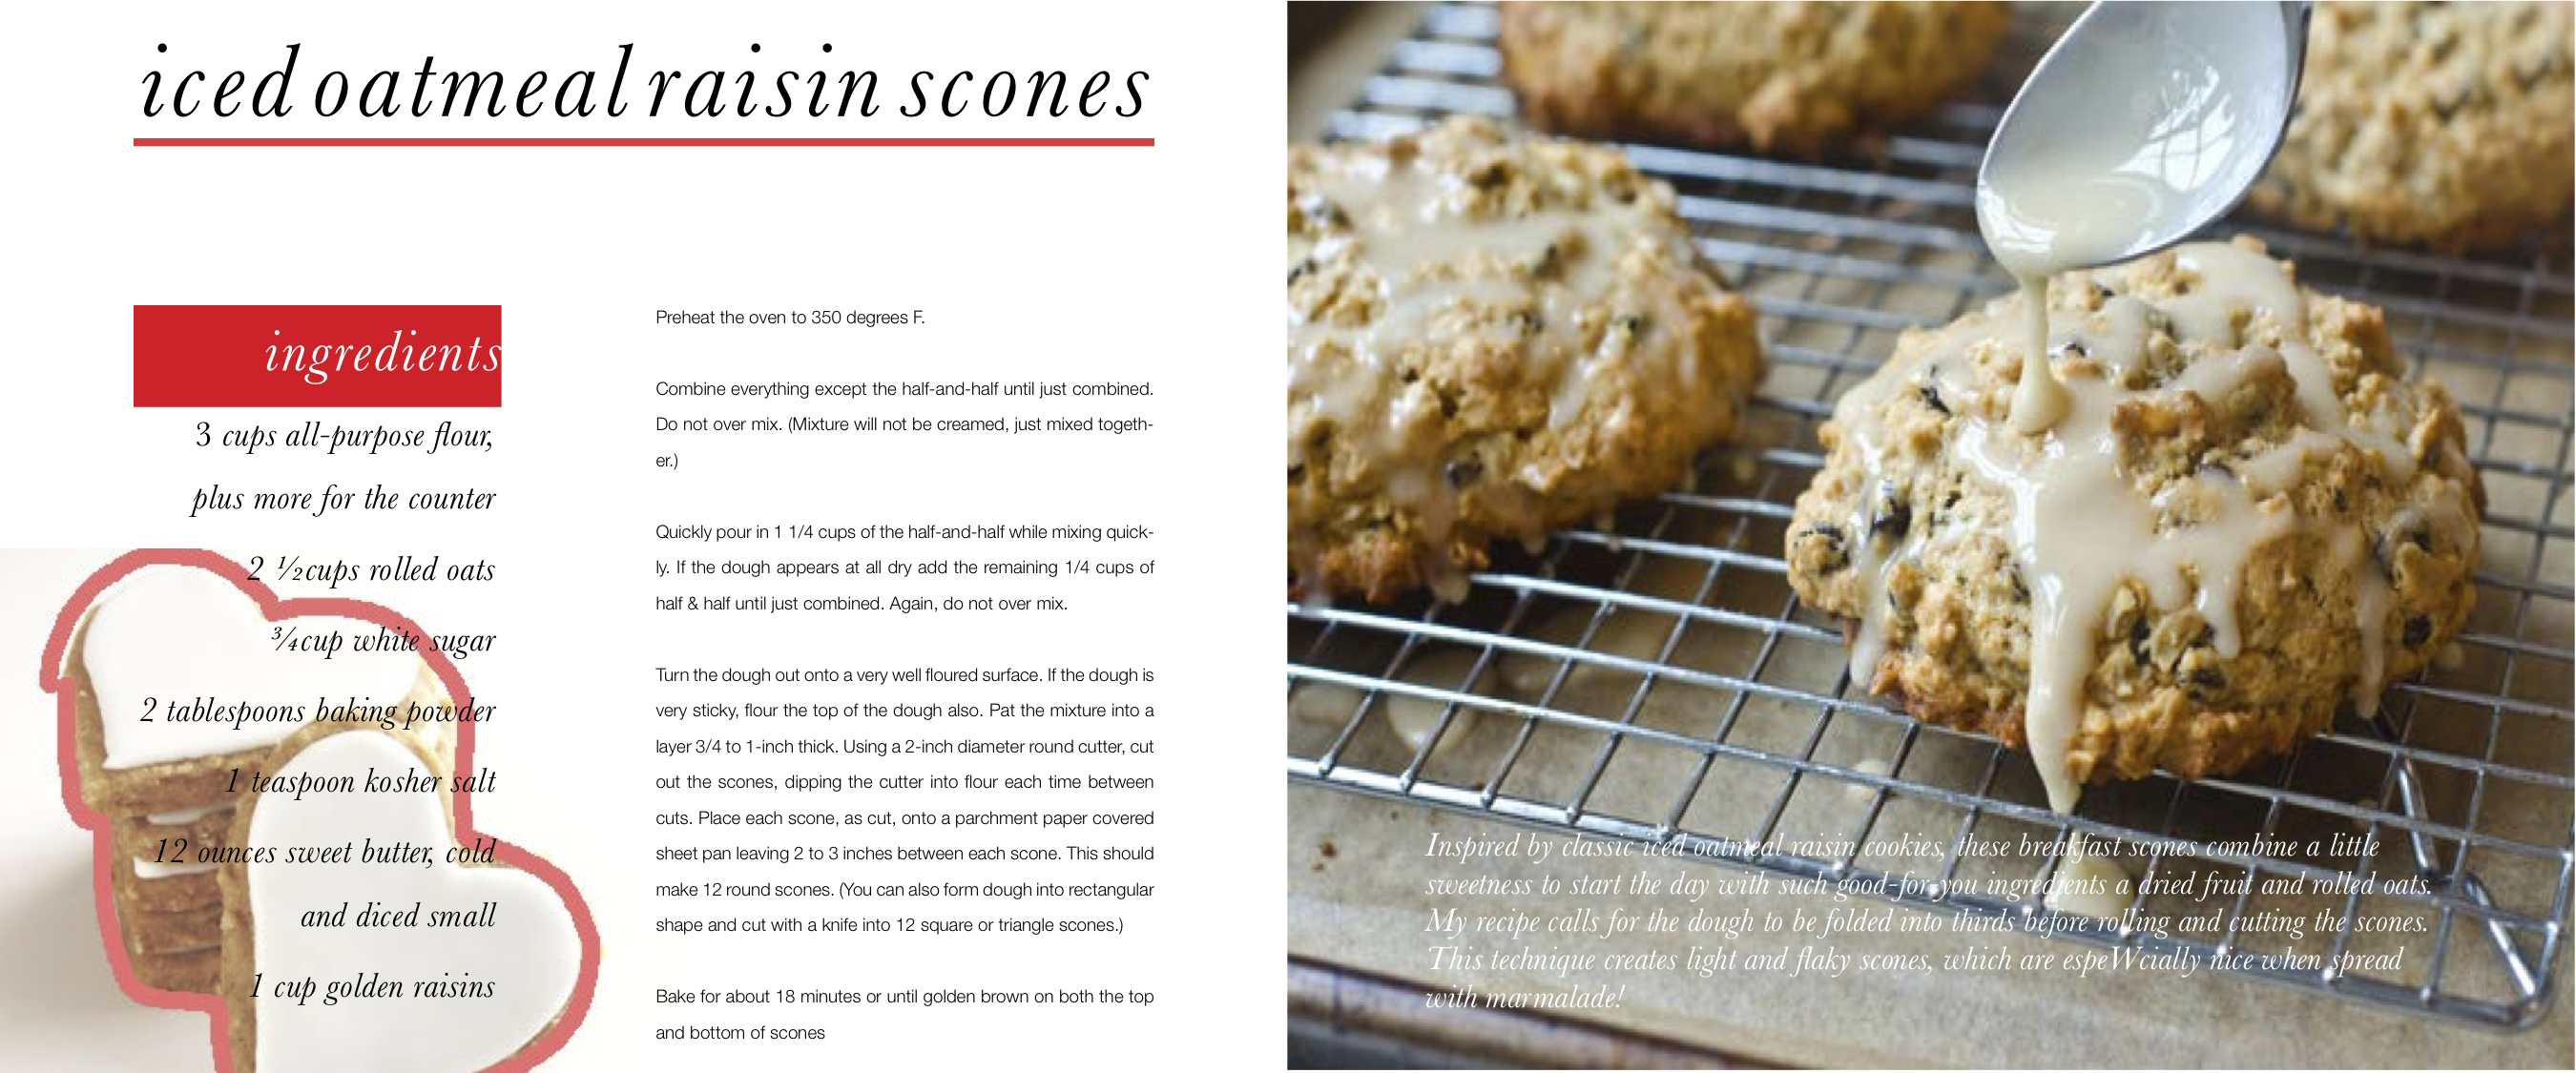 iced oatmeal raisin scones
ingredients
3 cups all-purpose flour,
plus more for the counter
2 ½cups rolled oats
¾cup white sugar
2 tablespoons baking powder
1 teaspoon kosher salt
12 ounces sweet butter, cold
and diced small
1 cup golden raisins
Preheat the oven to 350 degrees F.
Combine everything except the half-and-half until just combined.
Do not over mix. (Mixture will not be creamed, just mixed togeth-
er.)
Quickly pour in 1 1/4 cups of the half-and-half while mixing quick-
ly. If the dough appears at all dry add the remaining 1/4 cups of
half & half until just combined. Again, do not over mix.
Turn the dough out onto a very well floured surface. If the dough is
very sticky, flour the top of the dough also. Pat the mixture into a
layer 3/4 to 1-inch thick. Using a 2-inch diameter round cutter, cut
out the scones, dipping the cutter into flour each time between
cuts. Place each scone, as cut, onto a parchment paper covered
sheet pan leaving 2 to 3 inches between each scone. This should
make 12 round scones. (You can also form dough into rectangular
shape and cut with a knife into 12 square or triangle scones.)
Bake for about 18 minutes or until golden brown on both the top
and bottom of scones
Inspired by classic iced oatmeal raisin cookies, these breakfast scones combine a little
sweetness to start the day with such good-for-you ingredients a dried fruit and rolled oats.
My recipe calls for the dough to be folded into thirds before rolling and cutting the scones.
This technique creates light and flaky scones, which are espeWcially nice when spread
with marmalade!